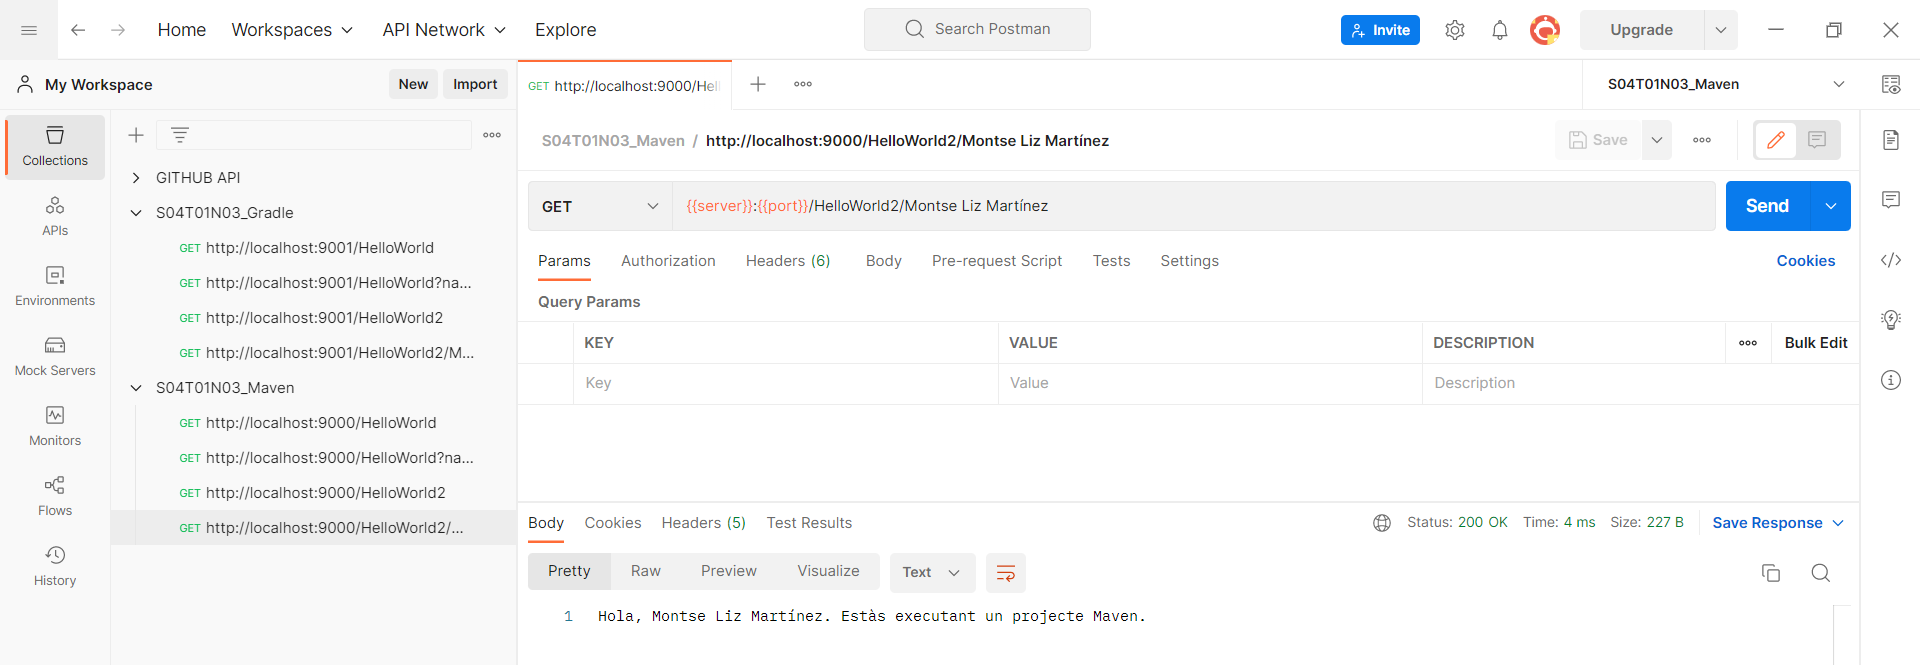 Home Workspaces API Network Explore Search Postman Invite Upgrade
My Workspace New Import
GET http://localhost:9000/Hel
S04T01N03_Maven
Collections
APIs
Environments
Mock Servers
Monitors
Flows
History
GITHUB API
S04T01N03_Gradle
GET http://localhost:9001/HelloWorld
GET http://localhost:9001/HelloWorld?na...
GET http://localhost:9001/HelloWorld2
GET http://localhost:9001/HelloWorld2/M...
S04T01N03_Maven
GET http://localhost:9000/HelloWorld
GET http://localhost:9000/HelloWorld?na...
GET http://localhost:9000/HelloWorld2
GET http://localhost:9000/HelloWorld2/...
S04T01N03_Maven / http://localhost:9000/HelloWorld2/Montse Liz Martínez Save
GET {{server}}:{{port}}/HelloWorld2/Montse Liz Martínez Send
Params Authorization Headers (6) Body Pre-request Script Tests Settings Cookies
Query Params
KEY VALUE DESCRIPTION Bulk Edit
Key Value Description
Body Cookies Headers (5) Test Results Status: 200 OK Time: 4 ms Size: 227 B Save Response
Pretty Raw Preview Visualize Text
1 Hola, Montse Liz Martínez. Estàs executant un projecte Maven.